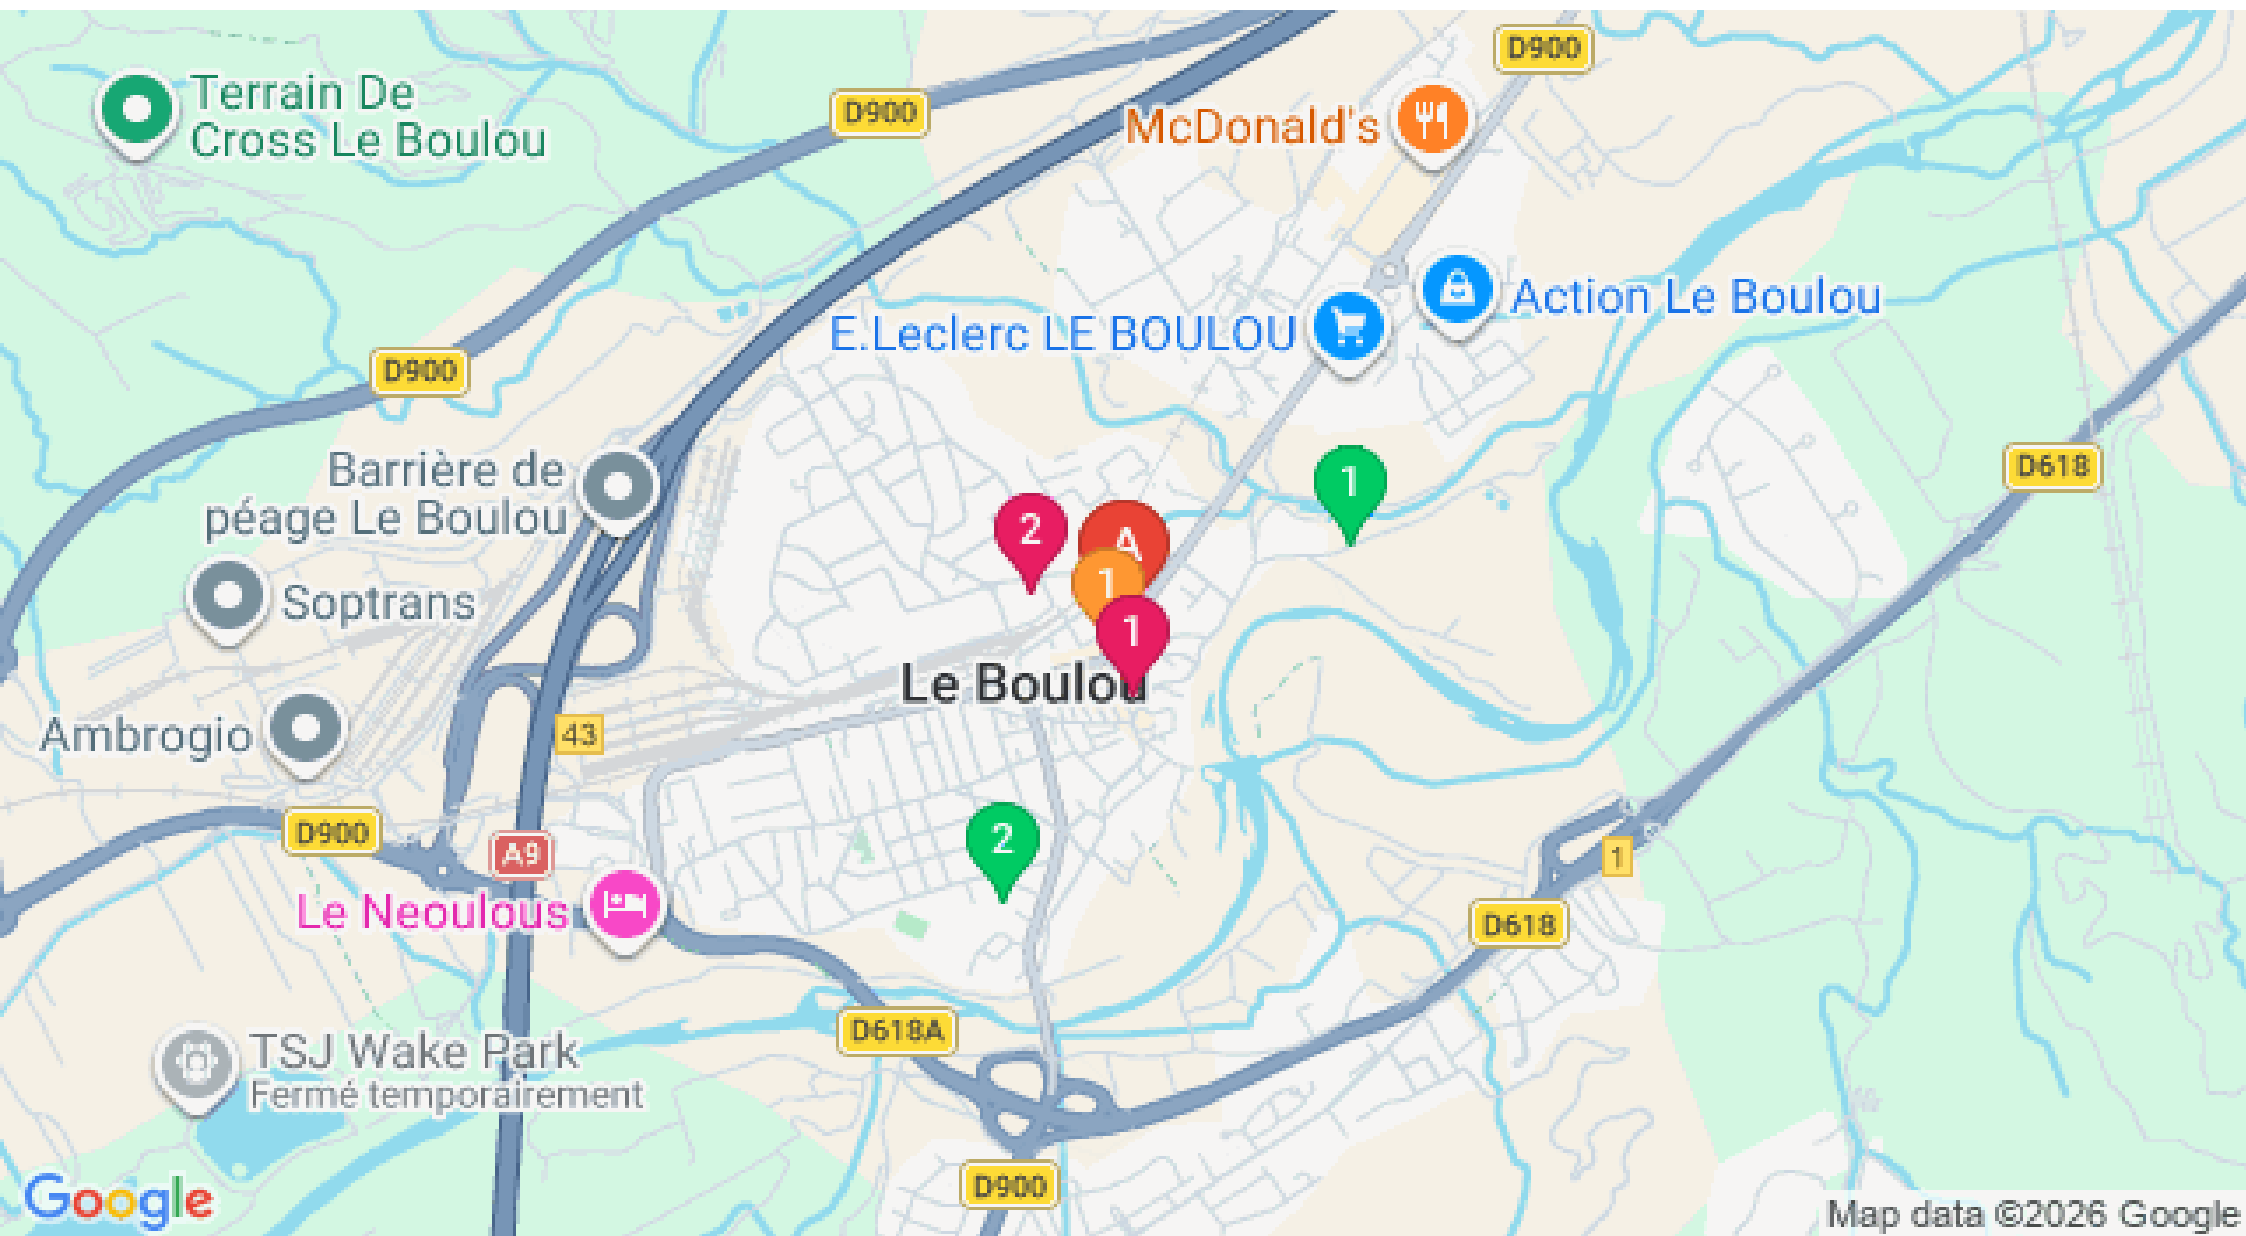 D900
Terrain De
Cross Le Boulou
D900
McDonald's
E.Leclerc LE BOULOU
Action Le Boulou
D900
Barrière de
péage Le Boulou
D618
1
2
A
1
1
Soptrans
Le Boulou
Ambrogio
43
2
D900
A9
1
Le Neoulous
D618
D618A
TSJ Wake Park
Fermé temporairement
D900
Google
Map data ©2026 Google